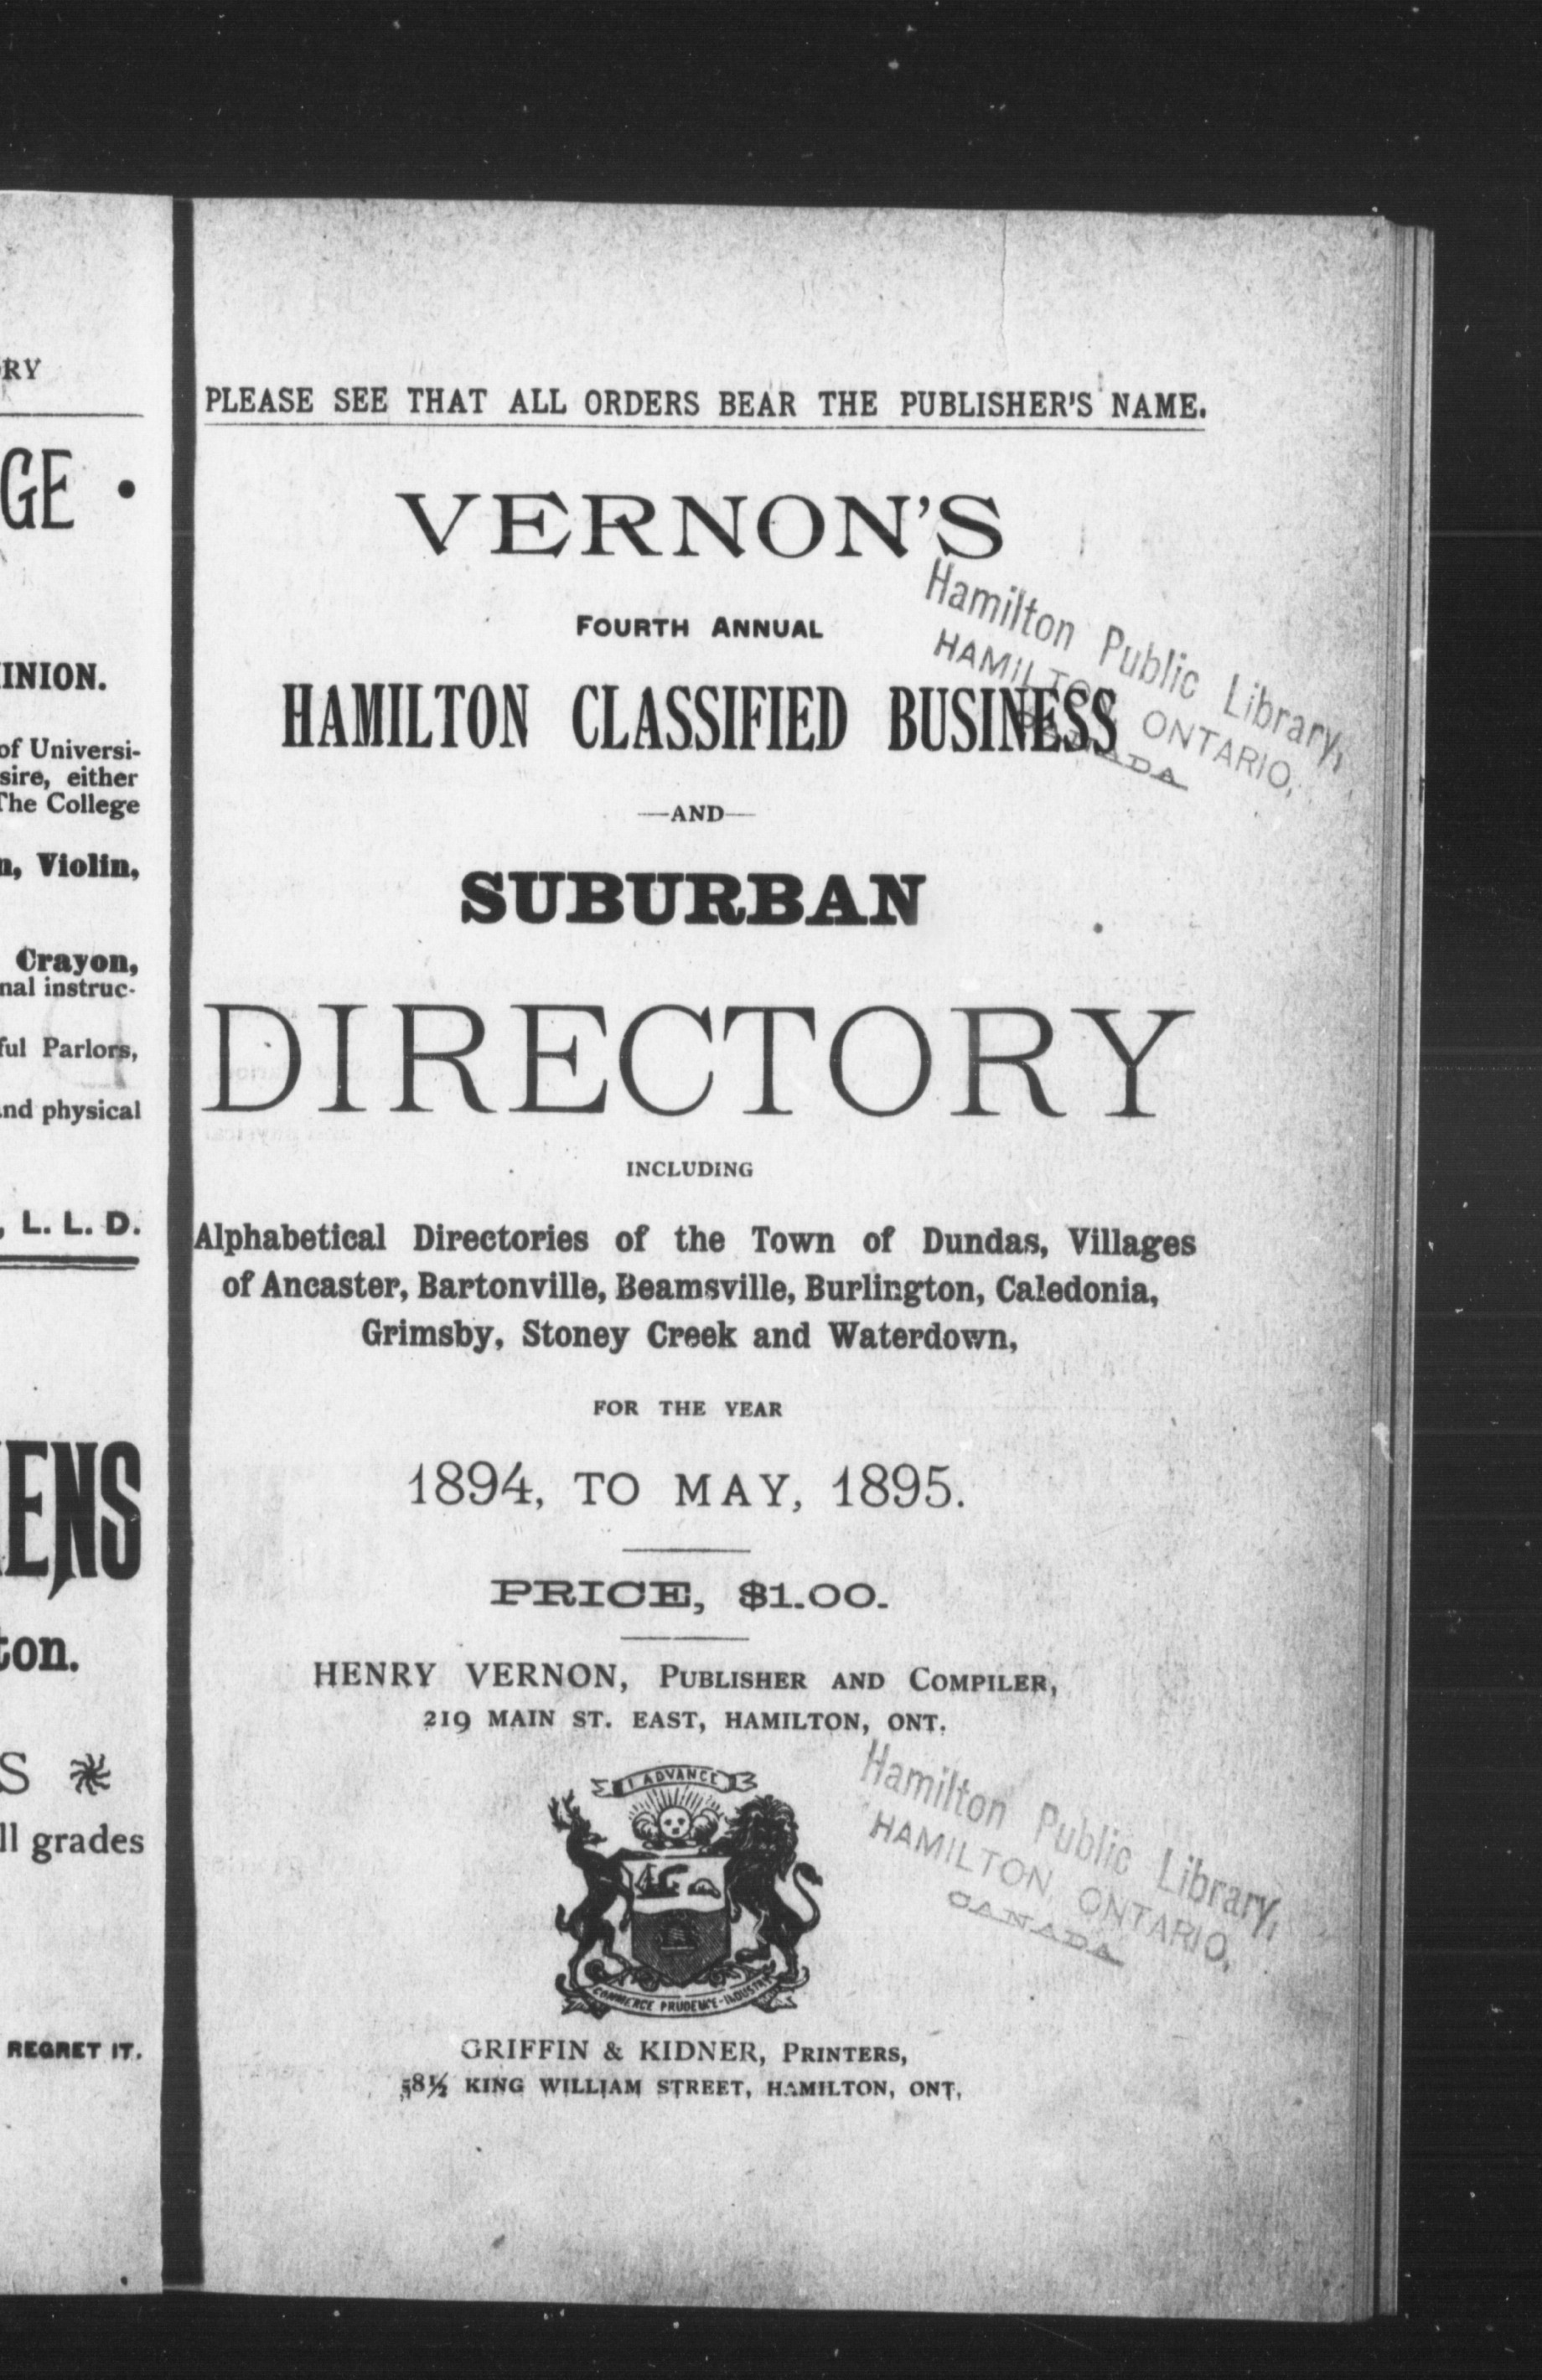 RY
GE •
INION.
of Universi-
sire, either
The College
Violin,
Crayon,
nal instruc-
ful Parlors,
and physical
, L. L. D.
ENS
ton.
S
ll grades
REGRET IT.
PLEASE SEE THAT ALL ORDERS BEAR THE PUBLISHER'S NAME.
VERNON'S
FOURTH ANNUAL
HAMILTON CLASSIFIED BUSINESS
—AND—
SUBURBAN
DIRECTORY
INCLUDING
Alphabetical Directories of the Town of Dundas, Villages
of Ancaster, Bartonville, Beamsville, Burlington, Caledonia,
Grimsby, Stoney Creek and Waterdown,
FOR THE YEAR
1894, TO MAY, 1895.
PRICE, $1.00.
HENRY VERNON, PUBLISHER AND COMPILER,
219 MAIN ST. EAST, HAMILTON, ONT.
I ADVANCE
COMMERCE PRUDENCE-INDUSTRY
GRIFFIN & KIDNER, PRINTERS,
58½ KING WILLIAM STREET, HAMILTON, ONT.
Hamilton Public Library,
HAMILTON ONTARIO,
CANADA
Hamilton Public Library,
HAMILTON, ONTARIO,
CANADA